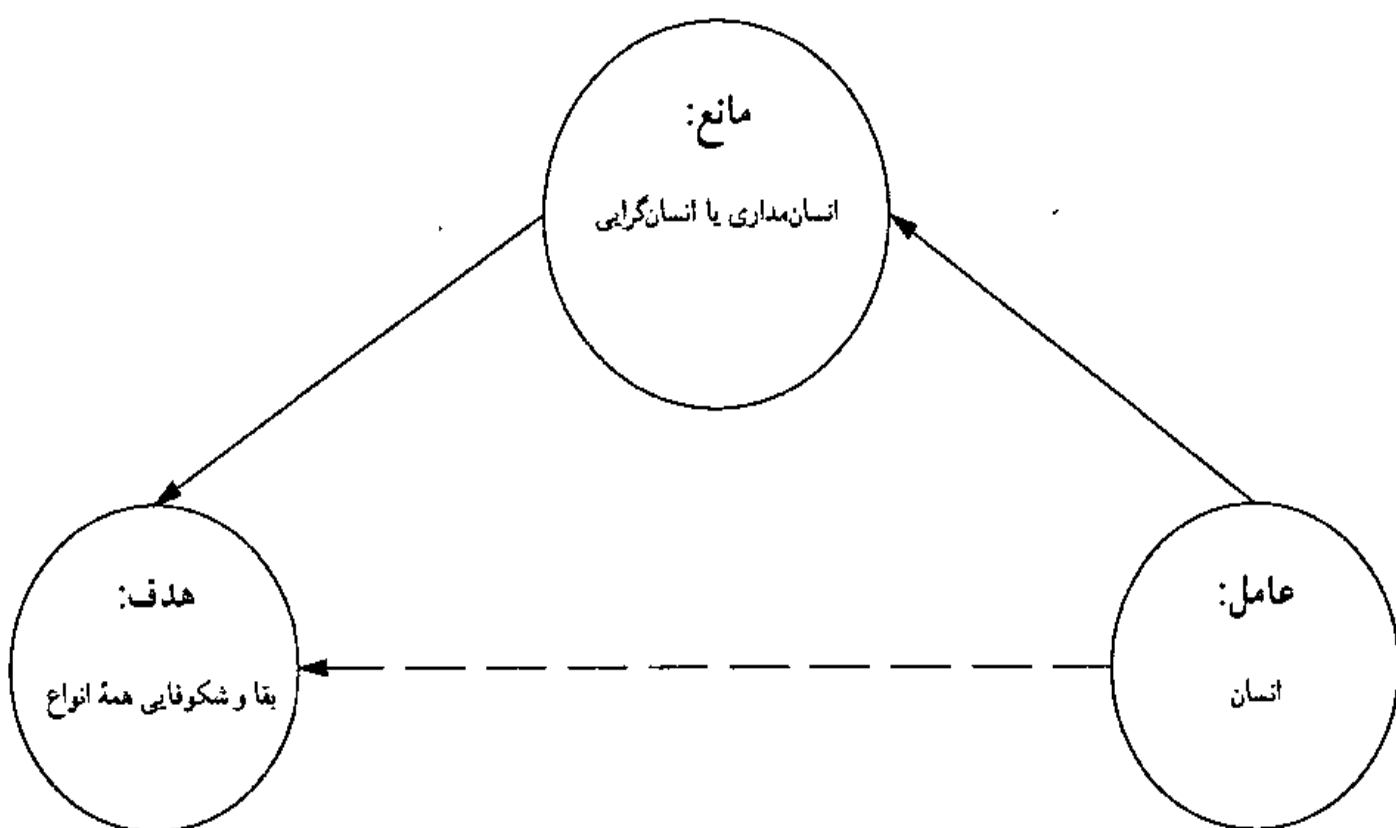 مانع:
انسان‌مداری یا انسان‌گرایی
عامل:
انسان
هدف:
بقا و شکوفایی همهٔ انواع